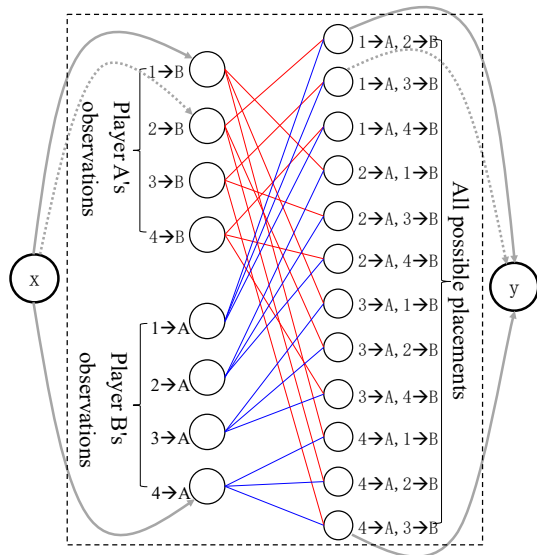 x
Player A's
observations
1→B
2→B
3→B
4→B
Player B's
observations
1→A
2→A
3→A
4→A
1→A, 2→B
1→A, 3→B
1→A, 4→B
2→A, 1→B
2→A, 3→B
2→A, 4→B
3→A, 1→B
3→A, 2→B
3→A, 4→B
4→A, 1→B
4→A, 2→B
4→A, 3→B
All possible placements
y